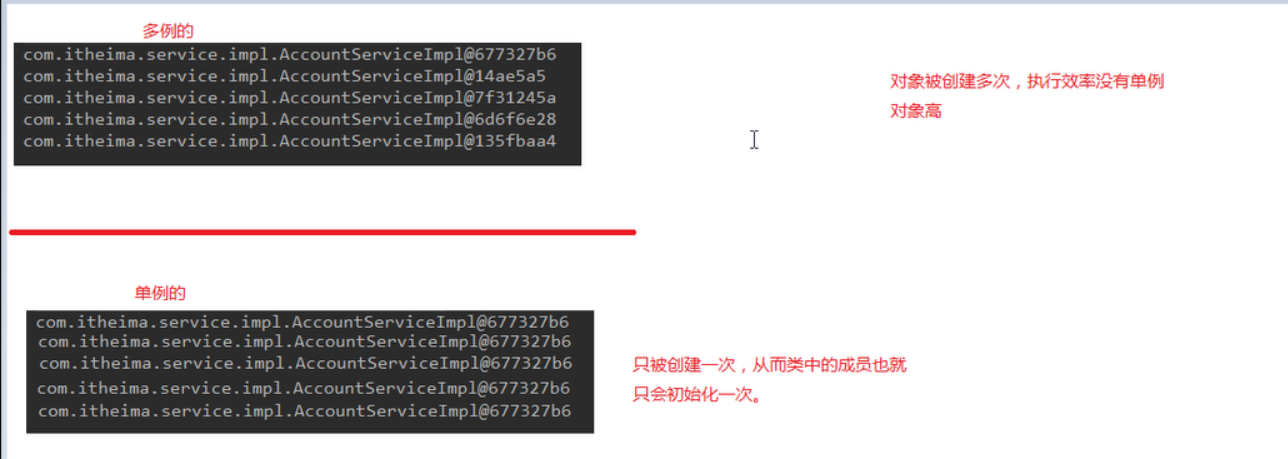 多例的
com.itheima.service.impl.AccountServiceImpl@677327b6
com.itheima.service.impl.AccountServiceImpl@14ae5a5
com.itheima.service.impl.AccountServiceImpl@7f31245a
com.itheima.service.impl.AccountServiceImpl@6d6f6e28
com.itheima.service.impl.AccountServiceImpl@135fbaa4
对象被创建多次，执行效率没有单例
对象高
单例的
com.itheima.service.impl.AccountServiceImpl@677327b6
com.itheima.service.impl.AccountServiceImpl@677327b6
com.itheima.service.impl.AccountServiceImpl@677327b6
com.itheima.service.impl.AccountServiceImpl@677327b6
com.itheima.service.impl.AccountServiceImpl@677327b6
只被创建一次，从而类中的成员也就
只会初始化一次。